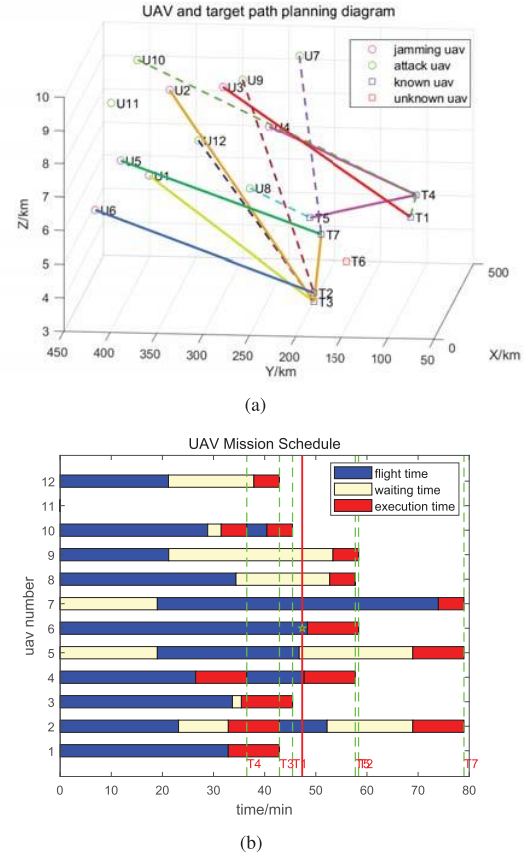 UAV and target path planning diagram
jamming uav
attack uav
known uav
unknown uav
U10
U7
U9
U3
U2
U11
U4
U12
U5
U1
U8
U6
T4
T5
T1
T7
T6
T2
T3
10
9
8
7
6
5
4
3
Z/km
450
400
350
300
250
200
150
100
50
0
500
Y/km
X/km
(a)
UAV Mission Schedule
flight time
waiting time
execution time
12
11
10
9
8
7
6
5
4
3
2
1
uav number
T4
T3
T1
T5
T2
T7
0
10
20
30
40
50
60
70
80
time/min
(b)